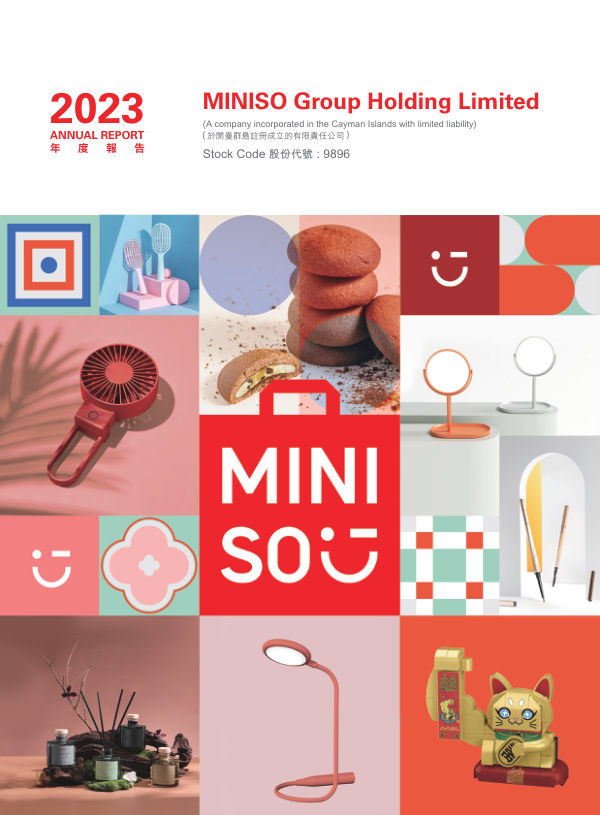 2023
ANNUAL REPORT
年度報告
MINISO Group Holding Limited
(A company incorporated in the Cayman Islands with limited liability)
(於開曼群島註冊成立的有限責任公司)
Stock Code 股份代號 : 9896
MINI
SO